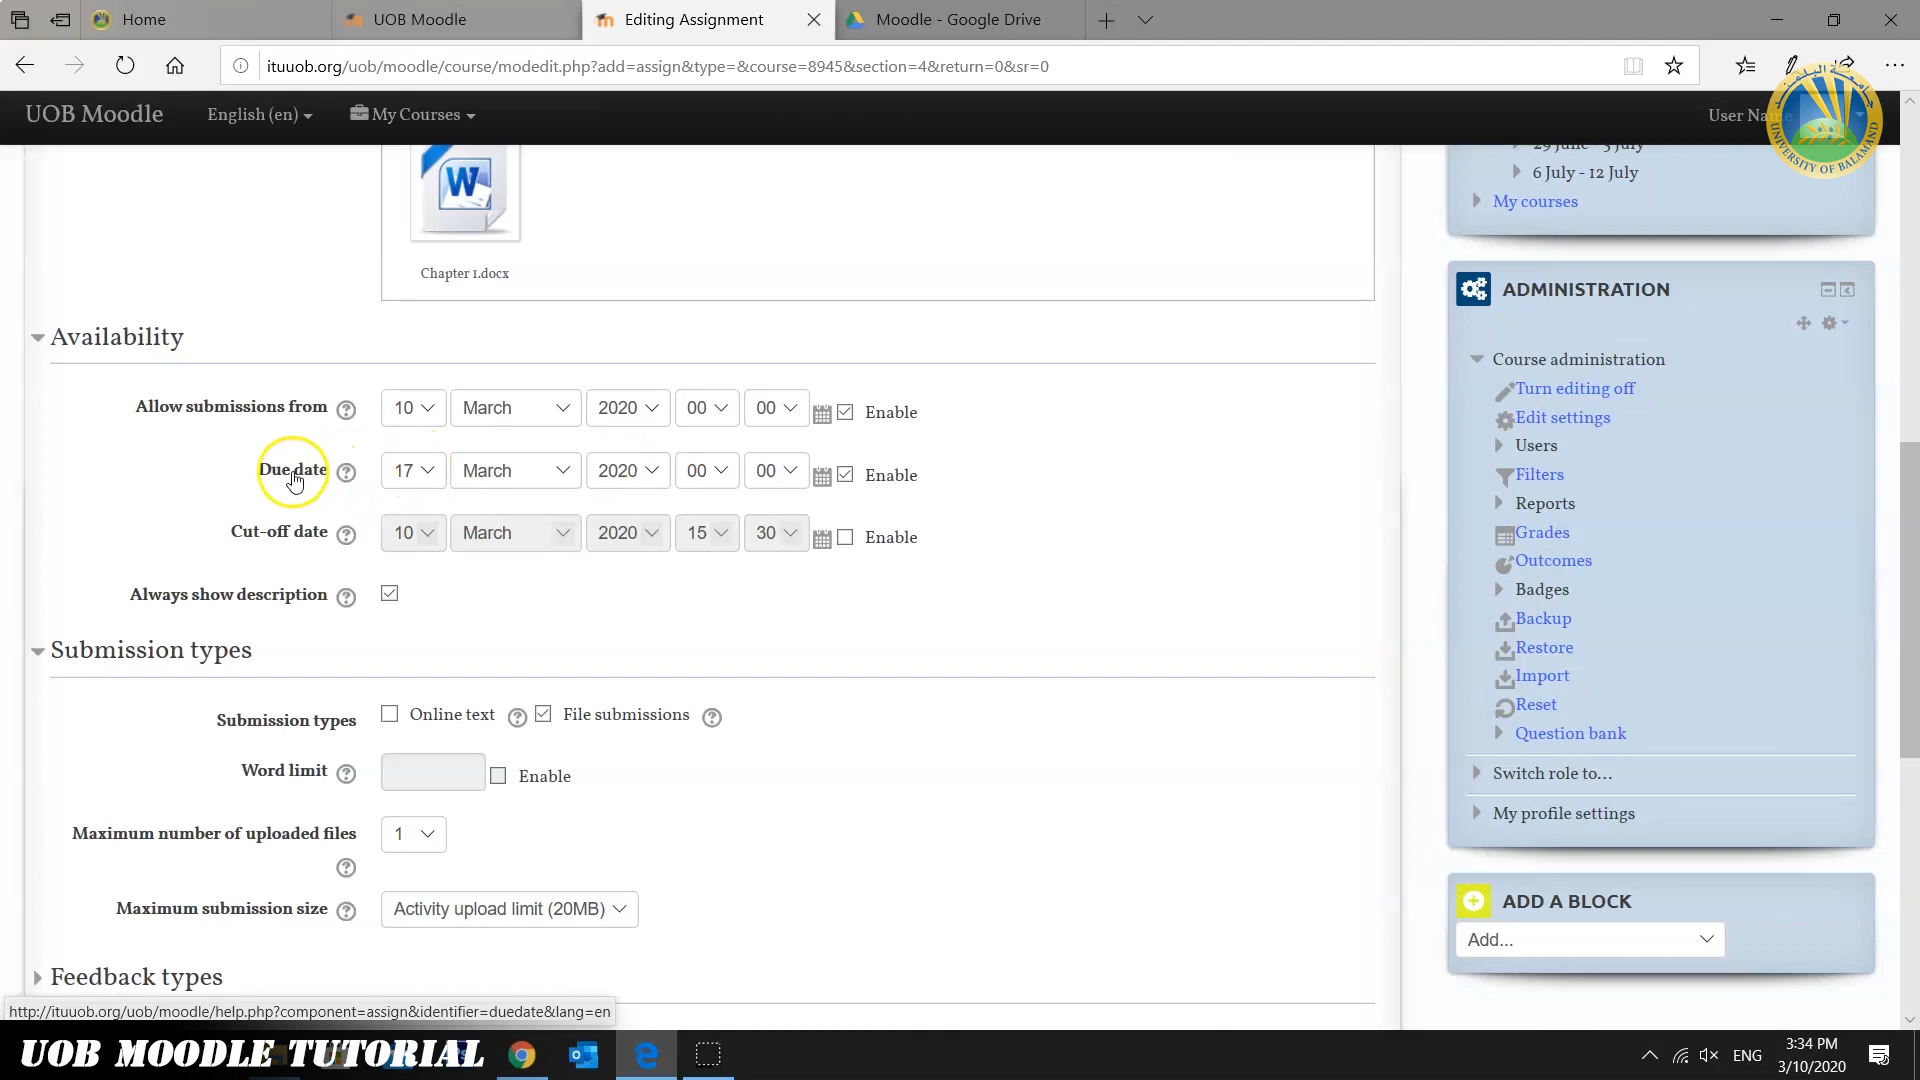 Home
UOB Moodle
Editing Assignment
Moodle - Google Drive
ituuob.org/uob/moodle/course/modedit.php?add=assign&type=&course=8945&section=4&return=0&sr=0
UOB Moodle
English (en)
My Courses
User
UNIVERSITY OF BALAMAND
6 July - 12 July
My courses
Chapter 1.docx
Availability
Allow submissions from
10 March 2020 00 00
Enable
Due date
17 March 2020 00 00
Enable
Cut-off date
10 March 2020 15 30
Enable
Always show description
Submission types
Submission types
Online text
File submissions
Word limit
Enable
Maximum number of uploaded files
1
Maximum submission size
Activity upload limit (20MB)
Feedback types
ADMINISTRATION
Course administration
Turn editing off
Edit settings
Users
Filters
Reports
Grades
Outcomes
Badges
Backup
Restore
Import
Reset
Question bank
Switch role to...
My profile settings
ADD A BLOCK
Add...
http://ituuob.org/uob/moodle/help.php?component=assign&identifier=duedate&lang=en
UOB MOODLE TUTORIAL
ENG
3:34 PM
3/10/2020